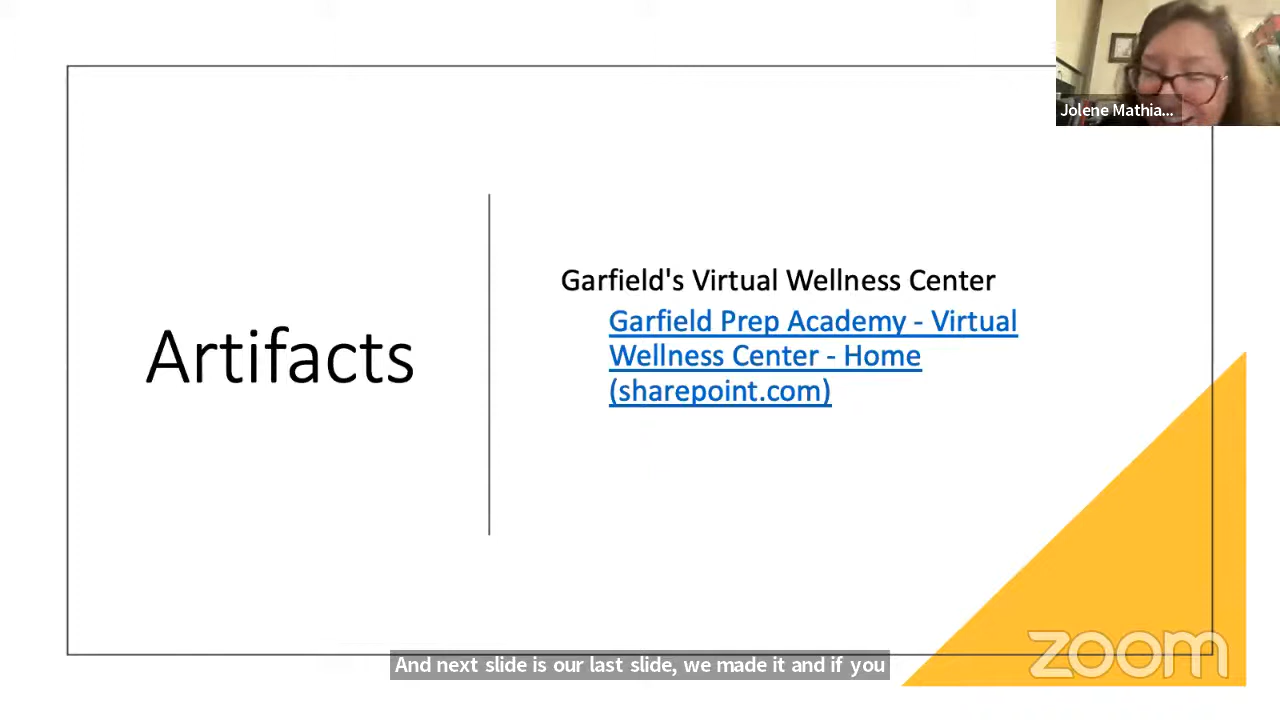 Jolene Mathia...
Garfield's Virtual Wellness Center
Garfield Prep Academy - Virtual
Wellness Center - Home
(sharepoint.com)
Artifacts
zoom
And next slide is our last slide, we made it and if you